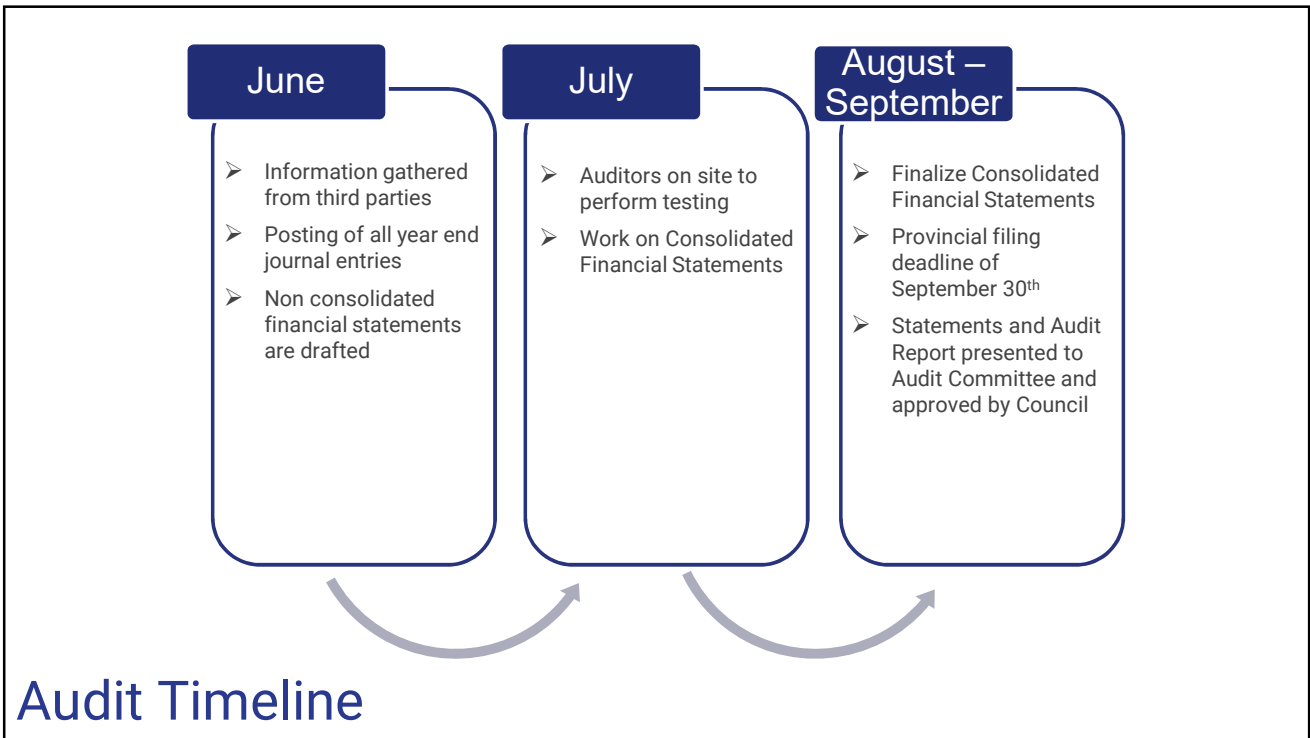 June
➢ Information gathered
from third parties
➢ Posting of all year end
journal entries
➢ Non consolidated
financial statements
are drafted
July
➢ Auditors on site to
perform testing
➢ Work on Consolidated
Financial Statements
August –
September
➢ Finalize Consolidated
Financial Statements
➢ Provincial filing
deadline of
September 30th
➢ Statements and Audit
Report presented to
Audit Committee and
approved by Council
Audit Timeline